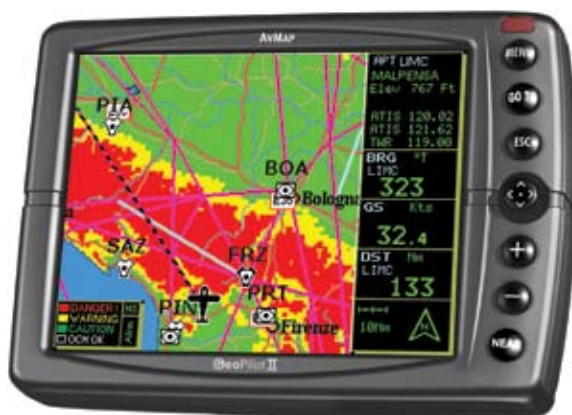 AvMap
APT LIMC
MALPENSA
Elev 767 Ft
ATIS 120.02
ATIS 121.62
TWR 119.00
BRG °T
LIMC
323
GS Kts
32.4
DST Nm
LIMC
133
10Nm
N
PIA
BOA
Bologna
SAZ
FRZ
PRT
PIN
Firenze
DANGER!
WARNING
CAUTION
GeoPilot II
MENU
GO TO
ESC
+
-